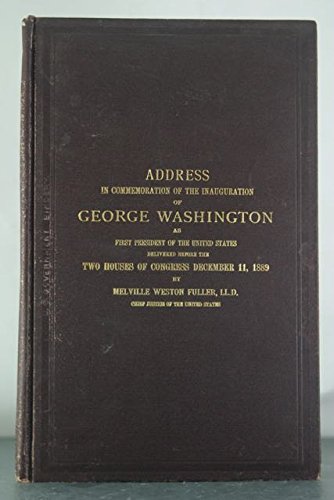 ADDRESS
IN COMMEMORATION OF THE INAUGURATION
OF
GEORGE WASHINGTON
AS
FIRST PRESIDENT OF THE UNITED STATES
DELIVERED BEFORE THE
TWO HOUSES OF CONGRESS DECEMBER 11, 1889
BY
MELVILLE WESTON FULLER, LL.D.
CHIEF JUSTICE OF THE UNITED STATES